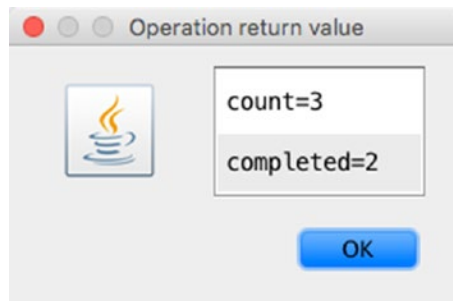 Operation return value
count=3
completed=2
OK